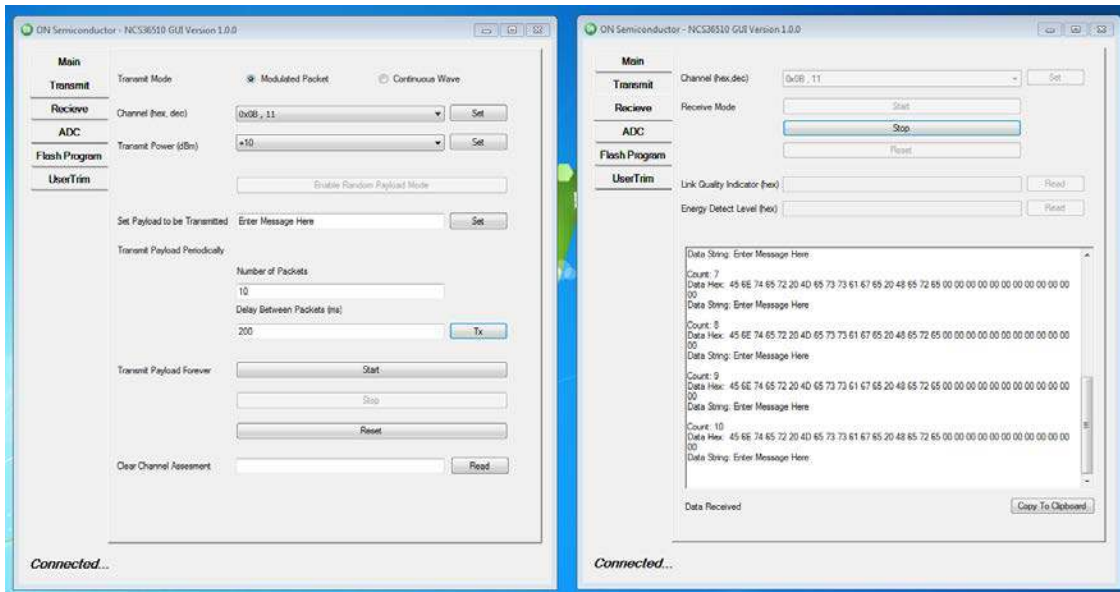 ON Semiconductor - NCS36510 GUI Version 1.0.0
Main
Transmit
Recieve
ADC
Flash Program
UserTrim
Transmit Mode
Modulated Packet
Continuous Wave
Channel (hex, dec)
0x0B , 11
Set
Transmit Power (dBm)
+10
Set
Enable Random Payload Mode
Set Payload to be Transmitted
Enter Message Here
Set
Transmit Payload Periodically
Number of Packets
10
Delay Between Packets (ms)
200
Tx
Transmit Payload Forever
Start
Stop
Reset
Clear Channel Assesment
Read
Connected...
ON Semiconductor - NCS36510 GUI Version 1.0.0
Main
Transmit
Recieve
ADC
Flash Program
UserTrim
Channel (hex,dec)
0x0B , 11
Set
Receive Mode
Start
Stop
Reset
Link Quality Indicator (hex)
Read
Energy Detect Level (hex)
Read
Data String: Enter Message Here
Count: 7
Data Hex: 45 6E 74 65 72 20 4D 65 73 73 61 67 65 20 48 65 72 65 00 00 00 00 00 00 00 00 00 00 00
00
Data String: Enter Message Here
Count: 8
Data Hex: 45 6E 74 65 72 20 4D 65 73 73 61 67 65 20 48 65 72 65 00 00 00 00 00 00 00 00 00 00 00
00
Data String: Enter Message Here
Count: 9
Data Hex: 45 6E 74 65 72 20 4D 65 73 73 61 67 65 20 48 65 72 65 00 00 00 00 00 00 00 00 00 00 00
00
Data String: Enter Message Here
Count: 10
Data Hex: 45 6E 74 65 72 20 4D 65 73 73 61 67 65 20 48 65 72 65 00 00 00 00 00 00 00 00 00 00 00
00
Data String: Enter Message Here
Data Received
Copy To Clipboard
Connected...